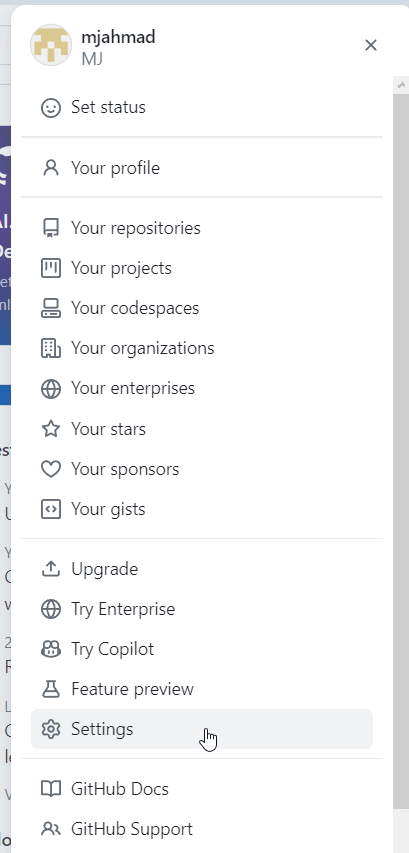 mjahmad
MJ
Set status
Your profile
Your repositories
Your projects
Your codespaces
Your organizations
Your enterprises
Your stars
Your sponsors
Your gists
Upgrade
Try Enterprise
Try Copilot
Feature preview
Settings
GitHub Docs
GitHub Support